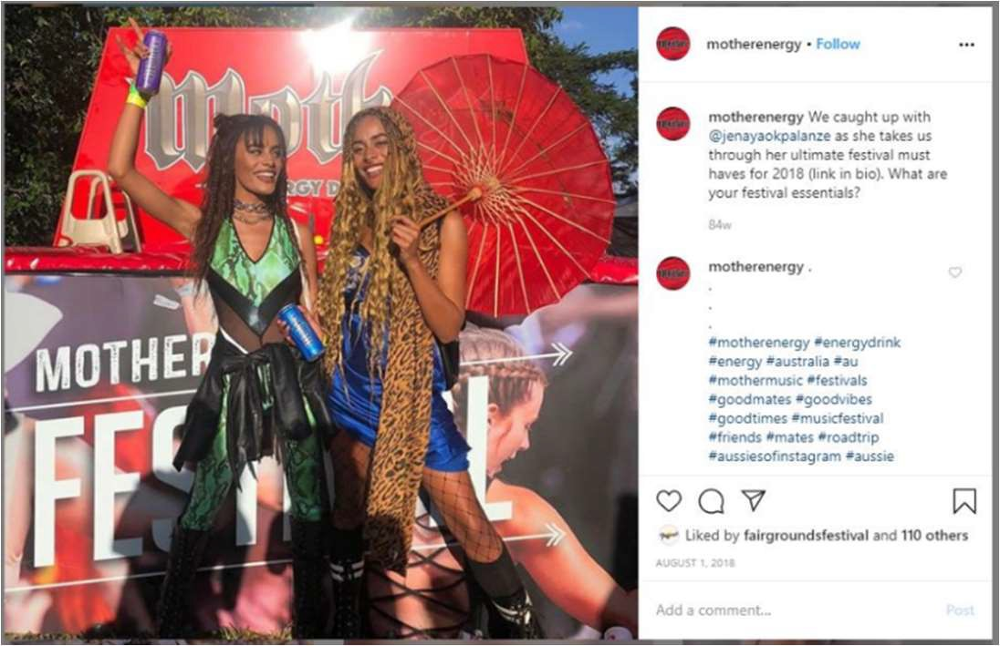 Moth
RGY D
MOTHER
FES
L
motherenergy • Follow
motherenergy We caught up with
@jenayaokpalanze as she takes us
through her ultimate festival must
haves for 2018 (link in bio). What are
your festival essentials?
84w
motherenergy .
.
.
.
#motherenergy #energydrink
#energy #australia #au
#mothermusic #festivals
#goodmates #goodvibes
#goodtimes #musicfestival
#friends #mates #roadtrip
#aussiesofinstagram #aussie
Liked by fairgroundsfestival and 110 others
AUGUST 1, 2018
Add a comment...
Post